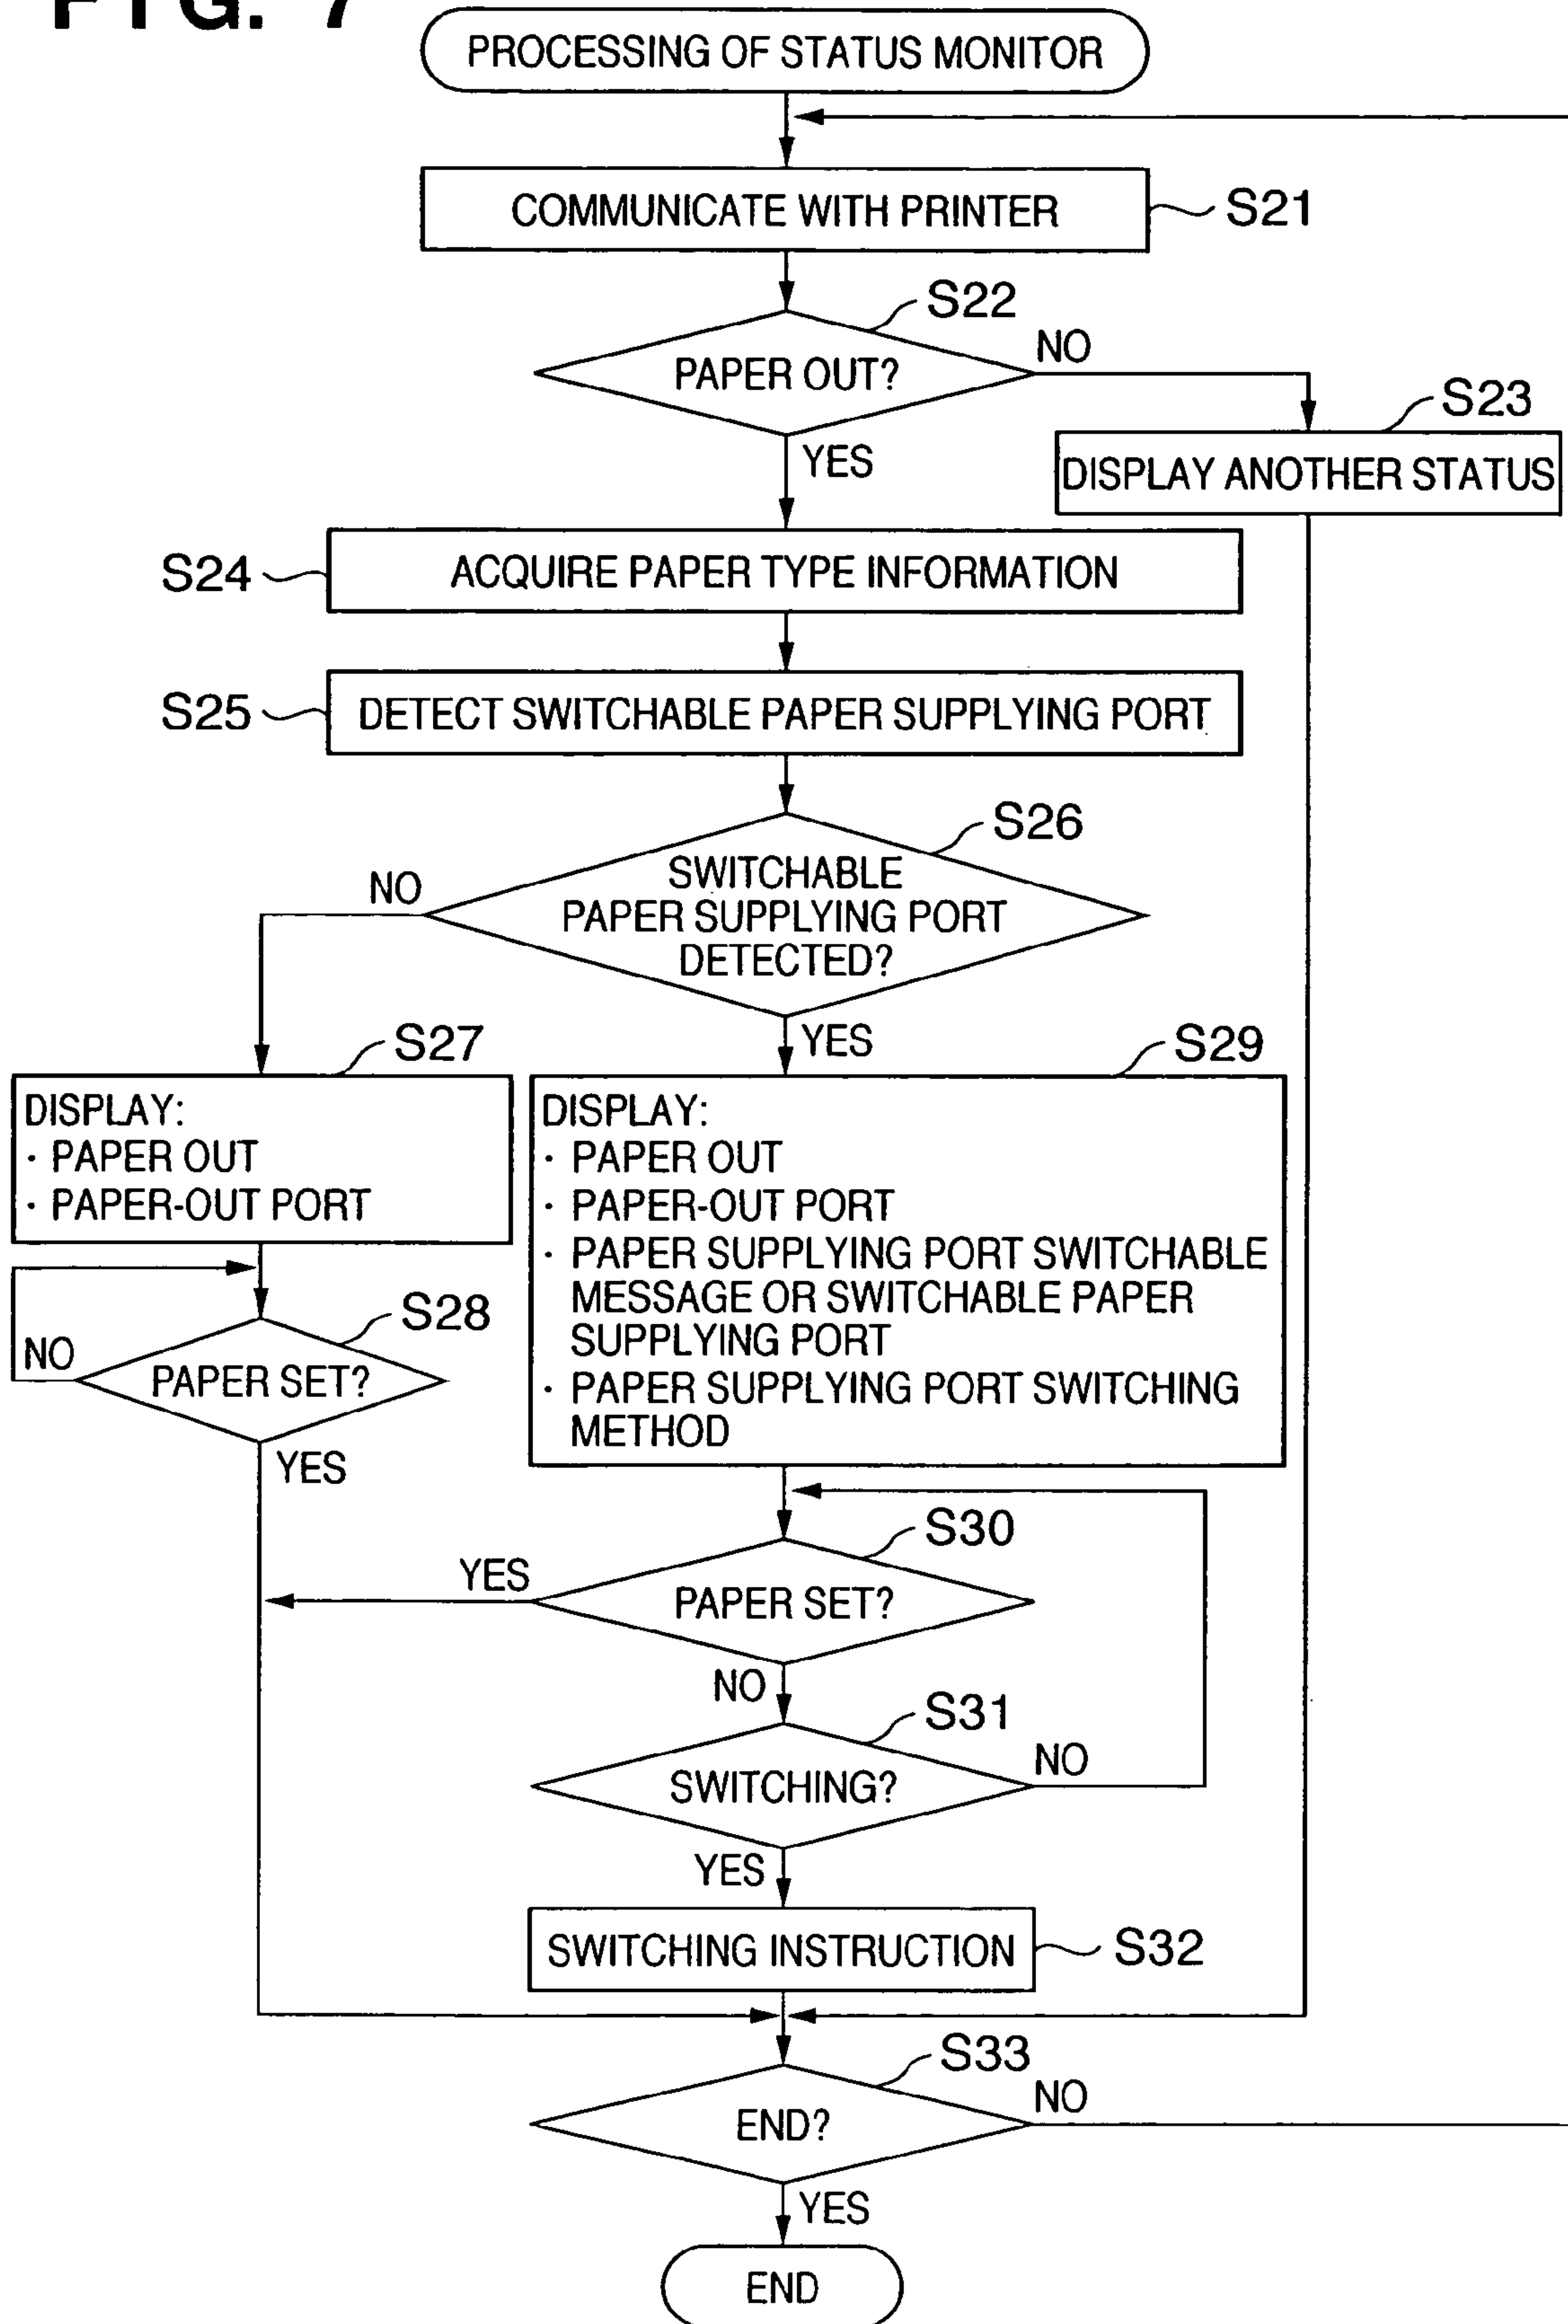 FIG. 7
PROCESSING OF STATUS MONITOR
COMMUNICATE WITH PRINTER
S21
S22
PAPER OUT?
NO
YES
S23
DISPLAY ANOTHER STATUS
S24
ACQUIRE PAPER TYPE INFORMATION
S25
DETECT SWITCHABLE PAPER SUPPLYING PORT
S26
SWITCHABLE
PAPER SUPPLYING PORT
DETECTED?
NO
YES
S27
DISPLAY:
· PAPER OUT
· PAPER-OUT PORT
S28
PAPER SET?
NO
YES
S29
DISPLAY:
· PAPER OUT
· PAPER-OUT PORT
· PAPER SUPPLYING PORT SWITCHABLE
MESSAGE OR SWITCHABLE PAPER
SUPPLYING PORT
· PAPER SUPPLYING PORT SWITCHING
METHOD
S30
YES
PAPER SET?
NO
S31
SWITCHING?
NO
YES
SWITCHING INSTRUCTION
S32
S33
END?
NO
YES
END